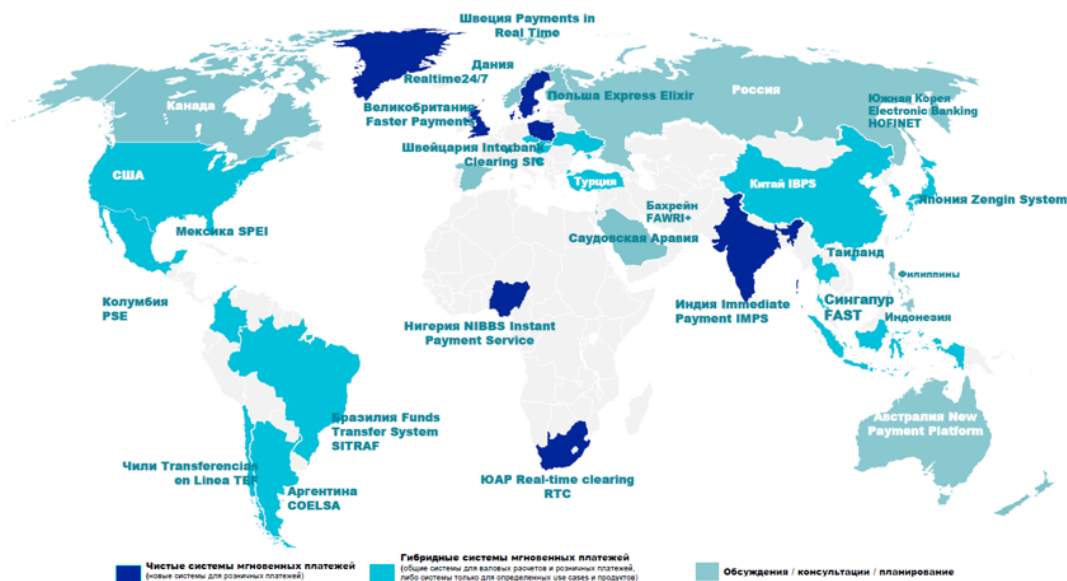 Швеция Payments in
Real Time
Дания
Realtime24/7
Канада
Великобритания
Faster Payments
Польша Express Elixir
Россия
Южная Корея
Electronic Banking
HOFINET
Швейцария Interbank
Clearing SIC
США
Турция
Китай IBPS
Япония Zengin System
Бахрейн
FAWRI+
Мексика SPEI
Саудовская Аравия
Таиланд
Филиппины
Колумбия
PSE
Индия Immediate
Payment IMPS
Сингапур
FAST
Индонезия
Нигерия NIBBS Instant
Payment Service
Бразилия Funds
Transfer System
SITRAF
Австралия New
Payment Platform
Чили Transferencias
en Linea TEF
Аргентина
COELSA
ЮАР Real-time clearing
RTC
Чистые системы мгновенных платежей
(новые системы для розничных платежей)
Гибридные системы мгновенных платежей
(общие системы для валовых расчетов и розничных платежей,
либо системы только для определенных use cases и продуктов)
Обсуждения / консультации / планирование